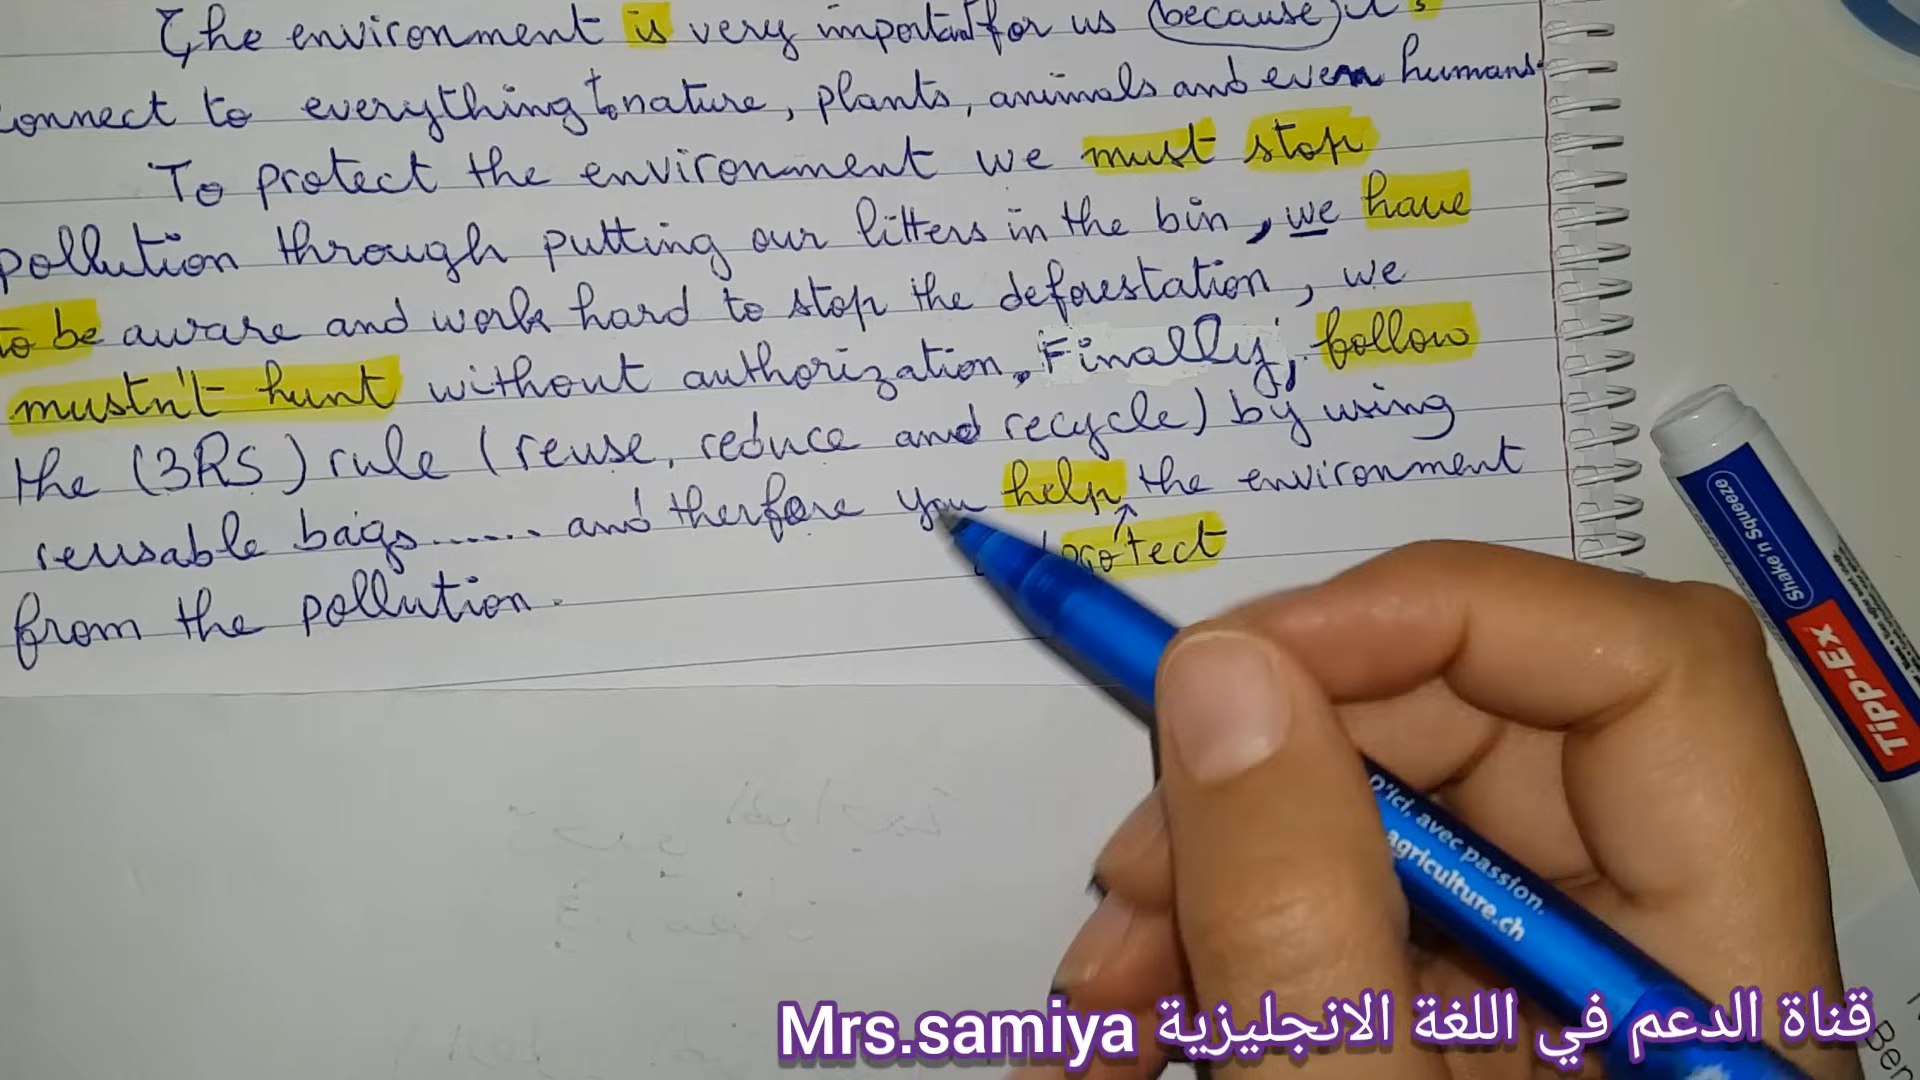 The environment is very important for us (because) it's
connect to everything to nature, plants, animals and even humans.
To protect the environment we must stop
pollution through putting our litters in the bin, we have
to be aware and work hard to stop the deforestation, we
mustn't hunt without authorization, Finally, follow
the (3RS) rule (reuse, reduce and recycle) by using
reusable bags....... and therfore you help the environment
protect
from the pollution.
Shake'n Squeeze
Tipp-Ex
D'ici, avec passion.
agriculture.ch
Mrs.samiya قناة الدعم في اللغة الانجليزية